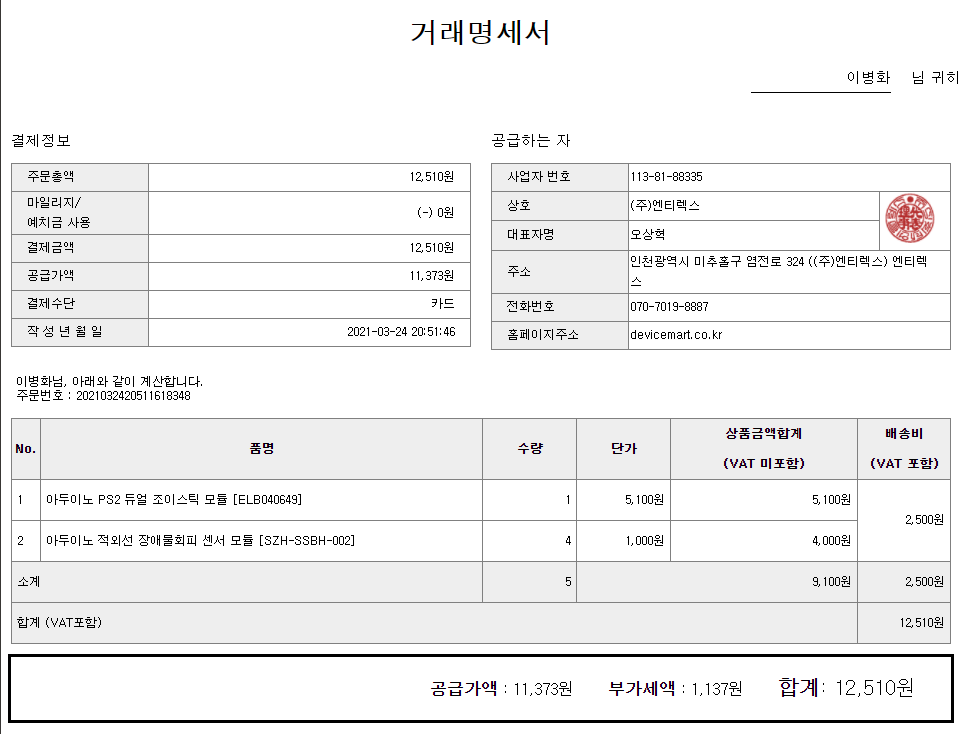 거래명세서
이병화 님 귀하
결제정보
주문총액 12,510원
마일리지/
예치금 사용 (-) 0원
결제금액 12,510원
공급가액 11,373원
결제수단 카드
작 성 년 월 일 2021-03-24 20:51:46
공급하는 자
사업자 번호 113-81-88335
상호 (주)엔티렉스
대표자명 오상혁
주소 인천광역시 미추홀구 염전로 324 ((주)엔티렉스) 엔티렉
스
전화번호 070-7019-8887
홈페이지주소 devicemart.co.kr
이병화님, 아래와 같이 계산합니다.
주문번호 : 2021032420511618348
No. 품명 수량 단가 상품금액합계 배송비
(VAT 미포함) (VAT 포함)
1 아두이노 PS2 듀얼 조이스틱 모듈 [ELB040649] 1 5,100원 5,100원
2,500원
2 아두이노 적외선 장애물회피 센서 모듈 [SZH-SSBH-002] 4 1,000원 4,000원
소계 5 9,100원 2,500원
합계 (VAT포함) 12,510원
공급가액 : 11,373원 부가세액 : 1,137원 합계: 12,510원